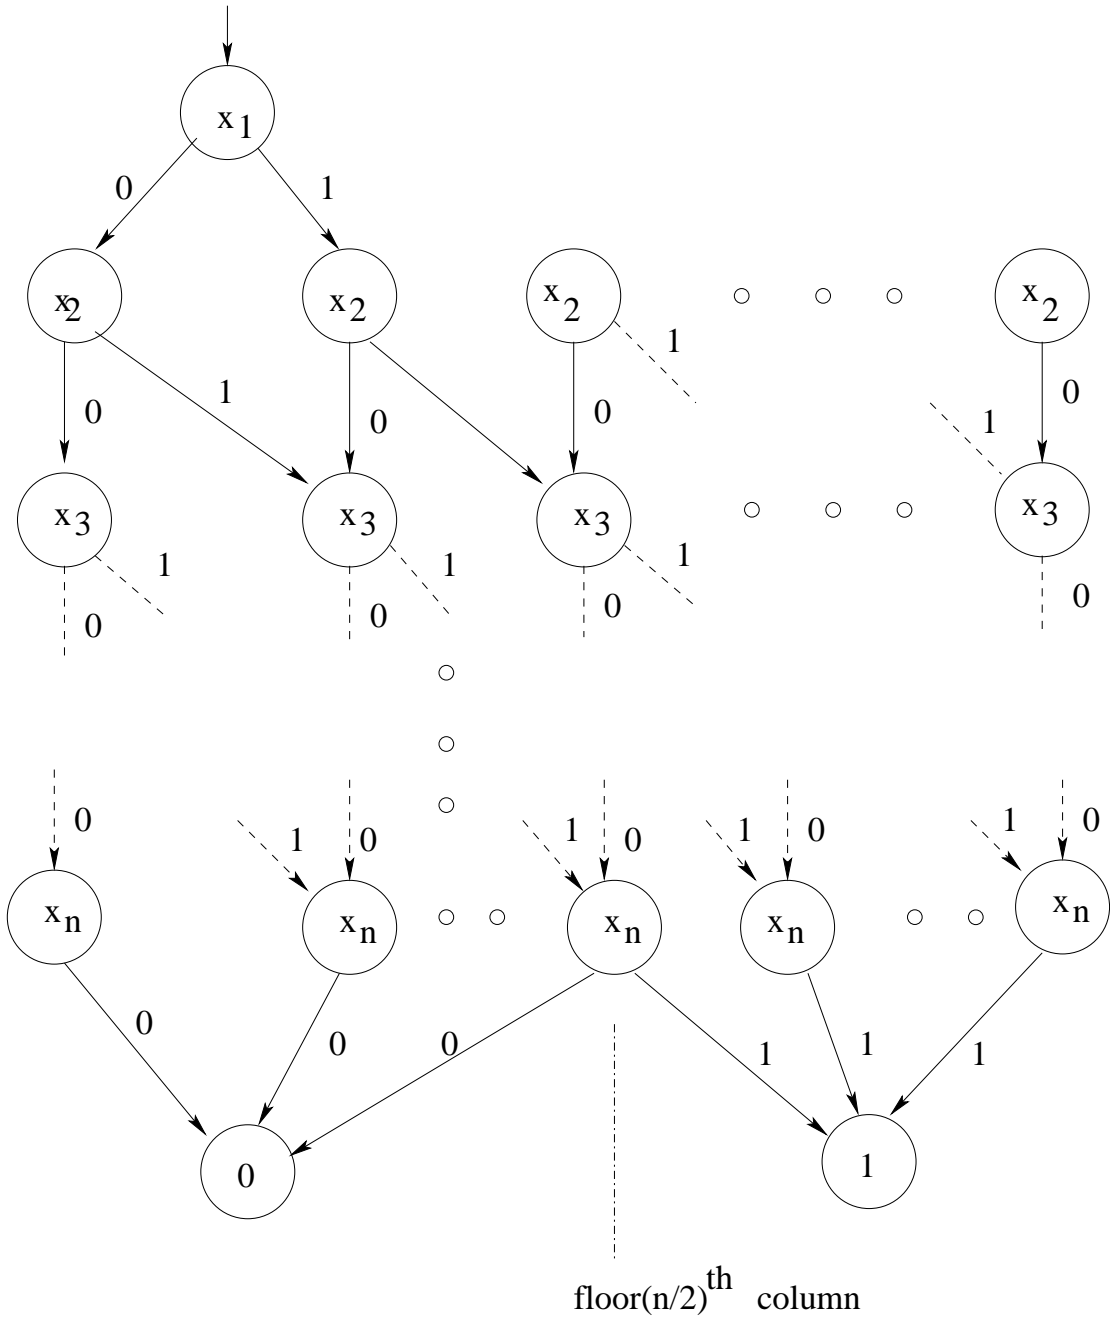 x1
0 1
x2 x2 x2 x2
1
0 1 0 0 1 0
x3 x3 x3 x3
1 1 1
0 0 0 0
0 1 0 1 0 1 0 1 0
xn xn xn xn xn
0 0 0 1 1 1
0 1
floor(n/2)th column